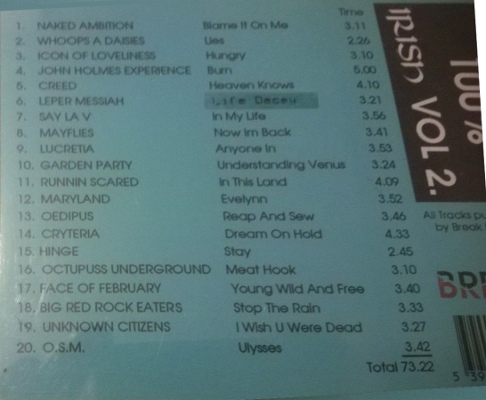 Time
1. NAKED AMBITION Blame It On Me 3.11
2. WHOOPS A DAISIES Lies 2.26
3. ICON OF LOVELINESS Hungry 3.10
4. JOHN HOLMES EXPERIENCE Burn 5.00
5. CREED Heaven Knows 4.10
6. LEPER MESSIAH Life Decev 3.21
7. SAY LA V In My Life 3.56
8. MAYFLIES Now Im Back 3.41
9. LUCRETIA Anyone In 3.53
10. GARDEN PARTY Understanding Venus 3.24
11. RUNNIN SCARED In This Land 4.09
12. MARYLAND Evelynn 3.52
13. OEDIPUS Reap And Sew 3.46
14. CRYTERIA Dream On Hold 4.33
15. HINGE Stay 2.45
16. OCTUPUSS UNDERGROUND Meat Hook 3.10
17. FACE OF FEBRUARY Young Wild And Free 3.40
18. BIG RED ROCK EATERS Stop The Rain 3.33
19. UNKNOWN CITIZENS I Wish U Were Dead 3.27
20. O.S.M. Ulysses 3.42
Total 73.22
100%
IRISH VOL 2.
All Tracks pu
by Break
BRE
5 39